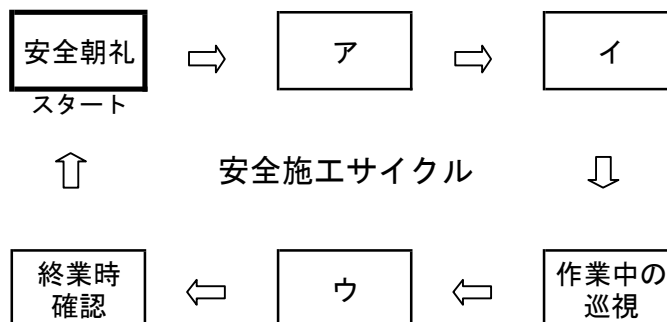 安全朝礼
ア
イ
スタート
安全施工サイクル
終業時
確認
ウ
作業中の
巡視